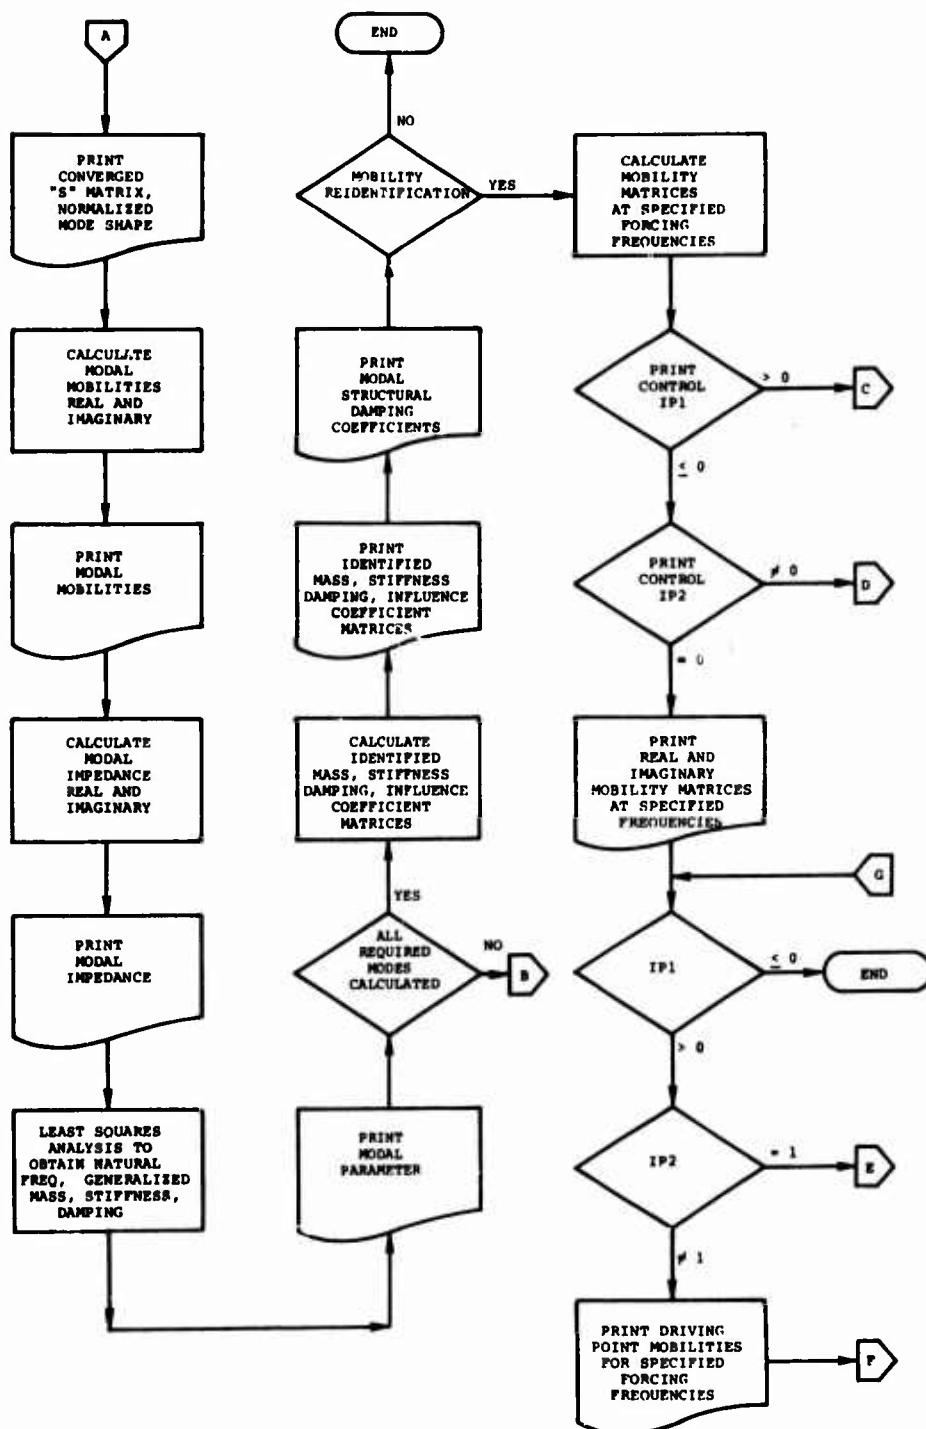 A
PRINT
CONVERGED
"S" MATRIX,
NORMALIZED
MODE SHAPE
CALCULATE
MODAL
MOBILITIES
REAL AND
IMAGINARY
PRINT
MODAL
MOBILITIES
CALCULATE
MODAL
IMPEDANCE
REAL AND
IMAGINARY
PRINT
MODAL
IMPEDANCE
LEAST SQUARES
ANALYSIS TO
OBTAIN NATURAL
FREQ, GENERALIZED
MASS, STIFFNESS,
DAMPING
END
NO
MOBILITY
REIDENTIFICATION
YES
PRINT
MODAL
STRUCTURAL
DAMPING
COEFFICIENTS
PRINT
IDENTIFIED
MASS, STIFFNESS
DAMPING, INFLUENCE
COEFFICIENT
MATRICES
CALCULATE
IDENTIFIED
MASS, STIFFNESS
DAMPING, INFLUENCE
COEFFICIENT
MATRICES
YES
ALL
REQUIRED
MODES
CALCULATED
NO
B
PRINT
MODAL
PARAMETER
CALCULATE
MOBILITY
MATRICES
AT SPECIFIED
FORCING
FREQUENCIES
PRINT
CONTROL
IP1
> 0
C
≤ 0
PRINT
CONTROL
IP2
≠ 0
D
= 0
PRINT
REAL AND
IMAGINARY
MOBILITY MATRICES
AT SPECIFIED
FREQUENCIES
G
IP1
≤ 0
END
> 0
IP2
= 1
E
≠ 1
PRINT DRIVING
POINT MOBILITIES
FOR SPECIFIED
FORCING
FREQUENCIES
F